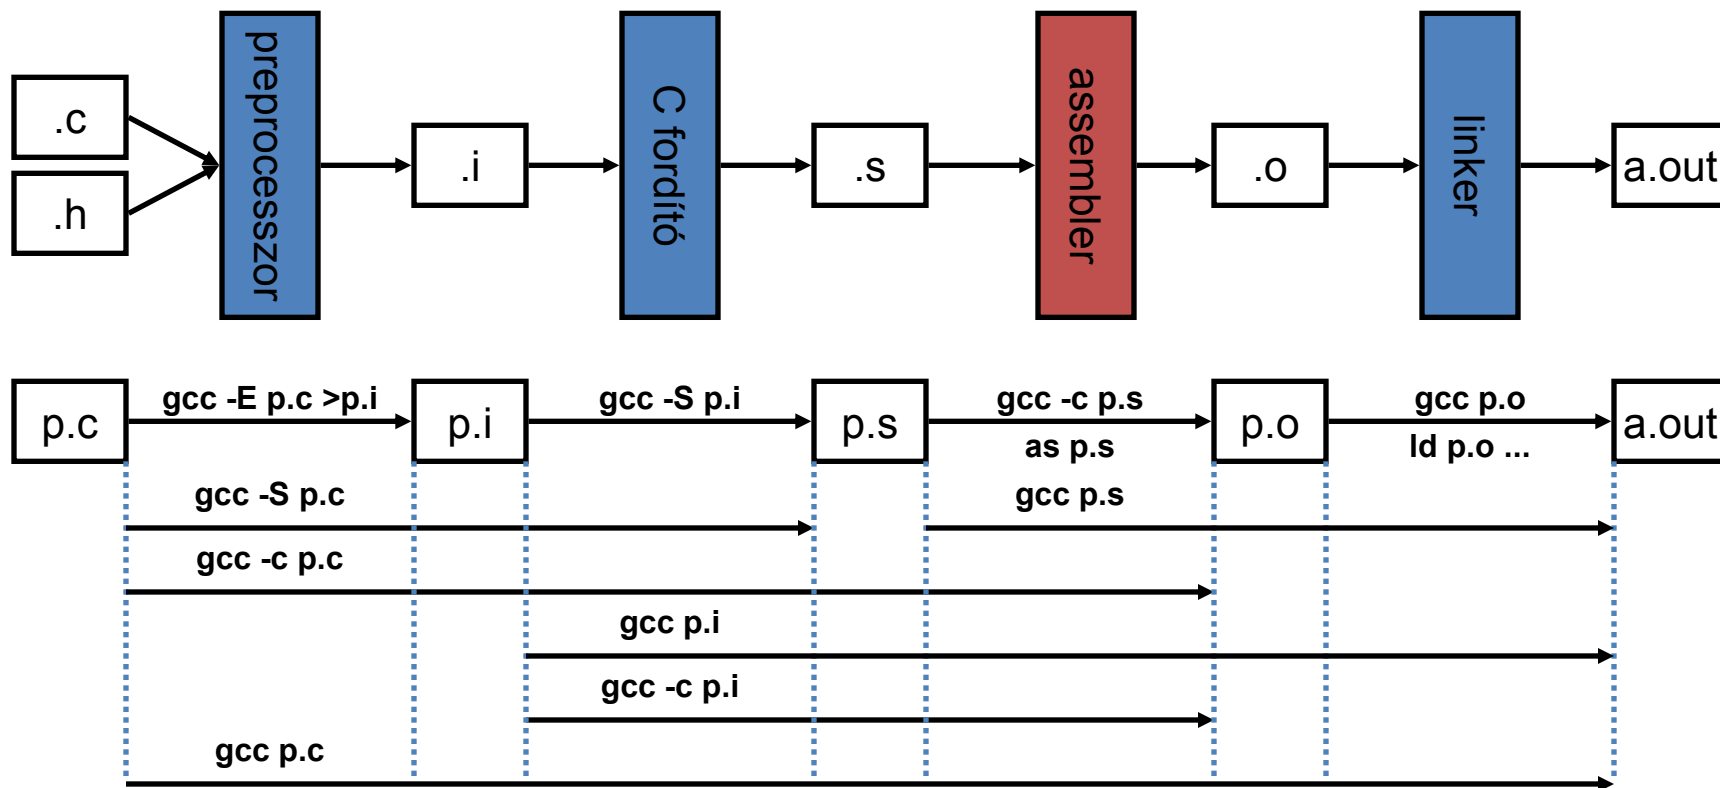 .c
.h
preprocesszor
.i
C fordító
.s
assembler
.o
linker
a.out
p.c
gcc -E p.c >p.i
p.i
gcc -S p.i
p.s
gcc -c p.s
as p.s
p.o
gcc p.o
ld p.o ...
a.out
gcc -S p.c
gcc p.s
gcc -c p.c
gcc p.i
gcc -c p.i
gcc p.c